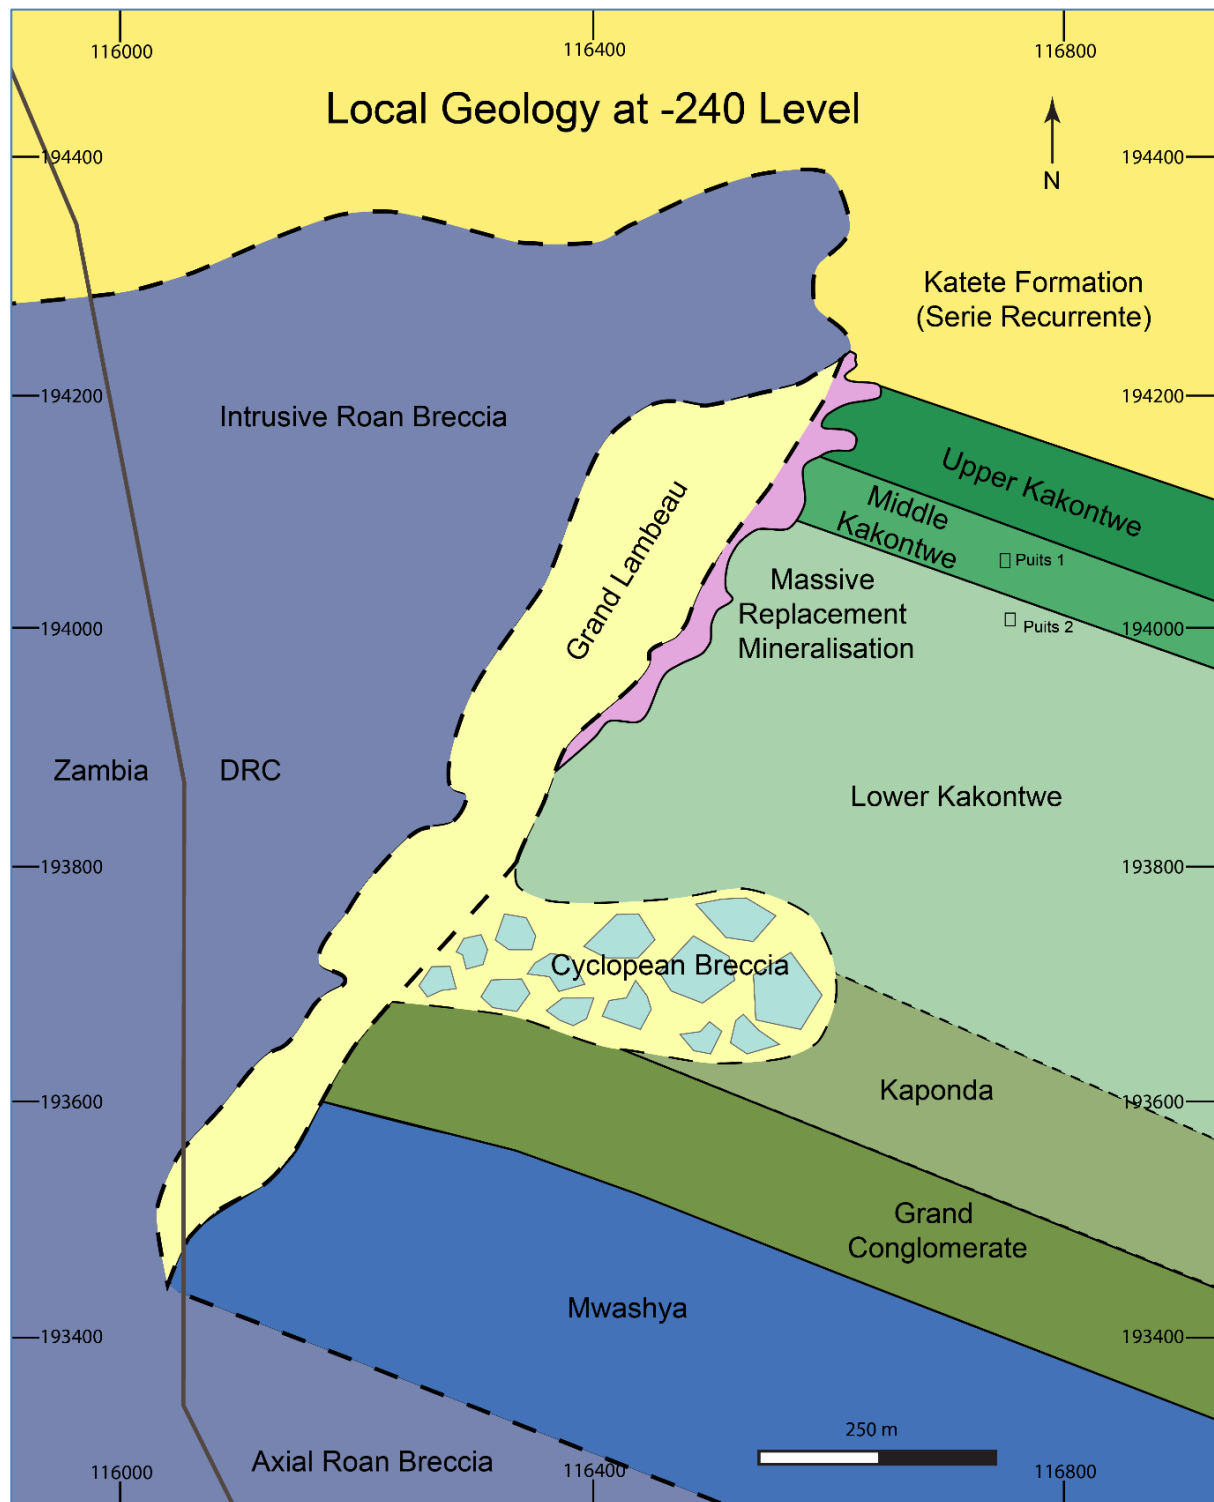 116000
116400
116800
Local Geology at -240 Level
194400
194400
N
Katete Formation
(Serie Recurrente)
194200
194200
Intrusive Roan Breccia
Upper Kakontwe
Middle
Kakontwe
Grand Lambeau
Puits 1
Massive
Replacement
Mineralisation
Puits 2
194000
194000
Zambia
DRC
Lower Kakontwe
193800
193800
Cyclopean Breccia
Kaponda
193600
193600
Grand
Conglomerate
Mwashya
193400
193400
250 m
Axial Roan Breccia
116000
116400
116800